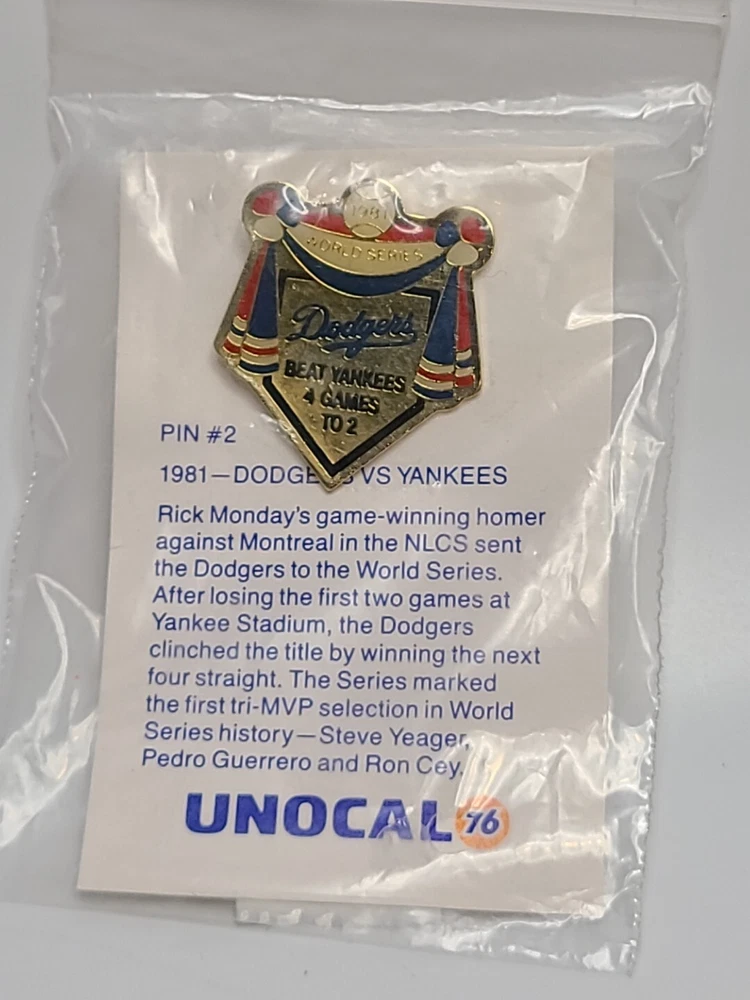 1981
WORLD SERIES
Dodgers
BEAT YANKEES
4 GAMES
TO 2
PIN #2
1981—DODGERS VS YANKEES
Rick Monday's game-winning homer
against Montreal in the NLCS sent
the Dodgers to the World Series.
After losing the first two games at
Yankee Stadium, the Dodgers
clinched the title by winning the next
four straight. The Series marked
the first tri-MVP selection in World
Series history—Steve Yeager,
Pedro Guerrero and Ron Cey.
UNOCAL 76